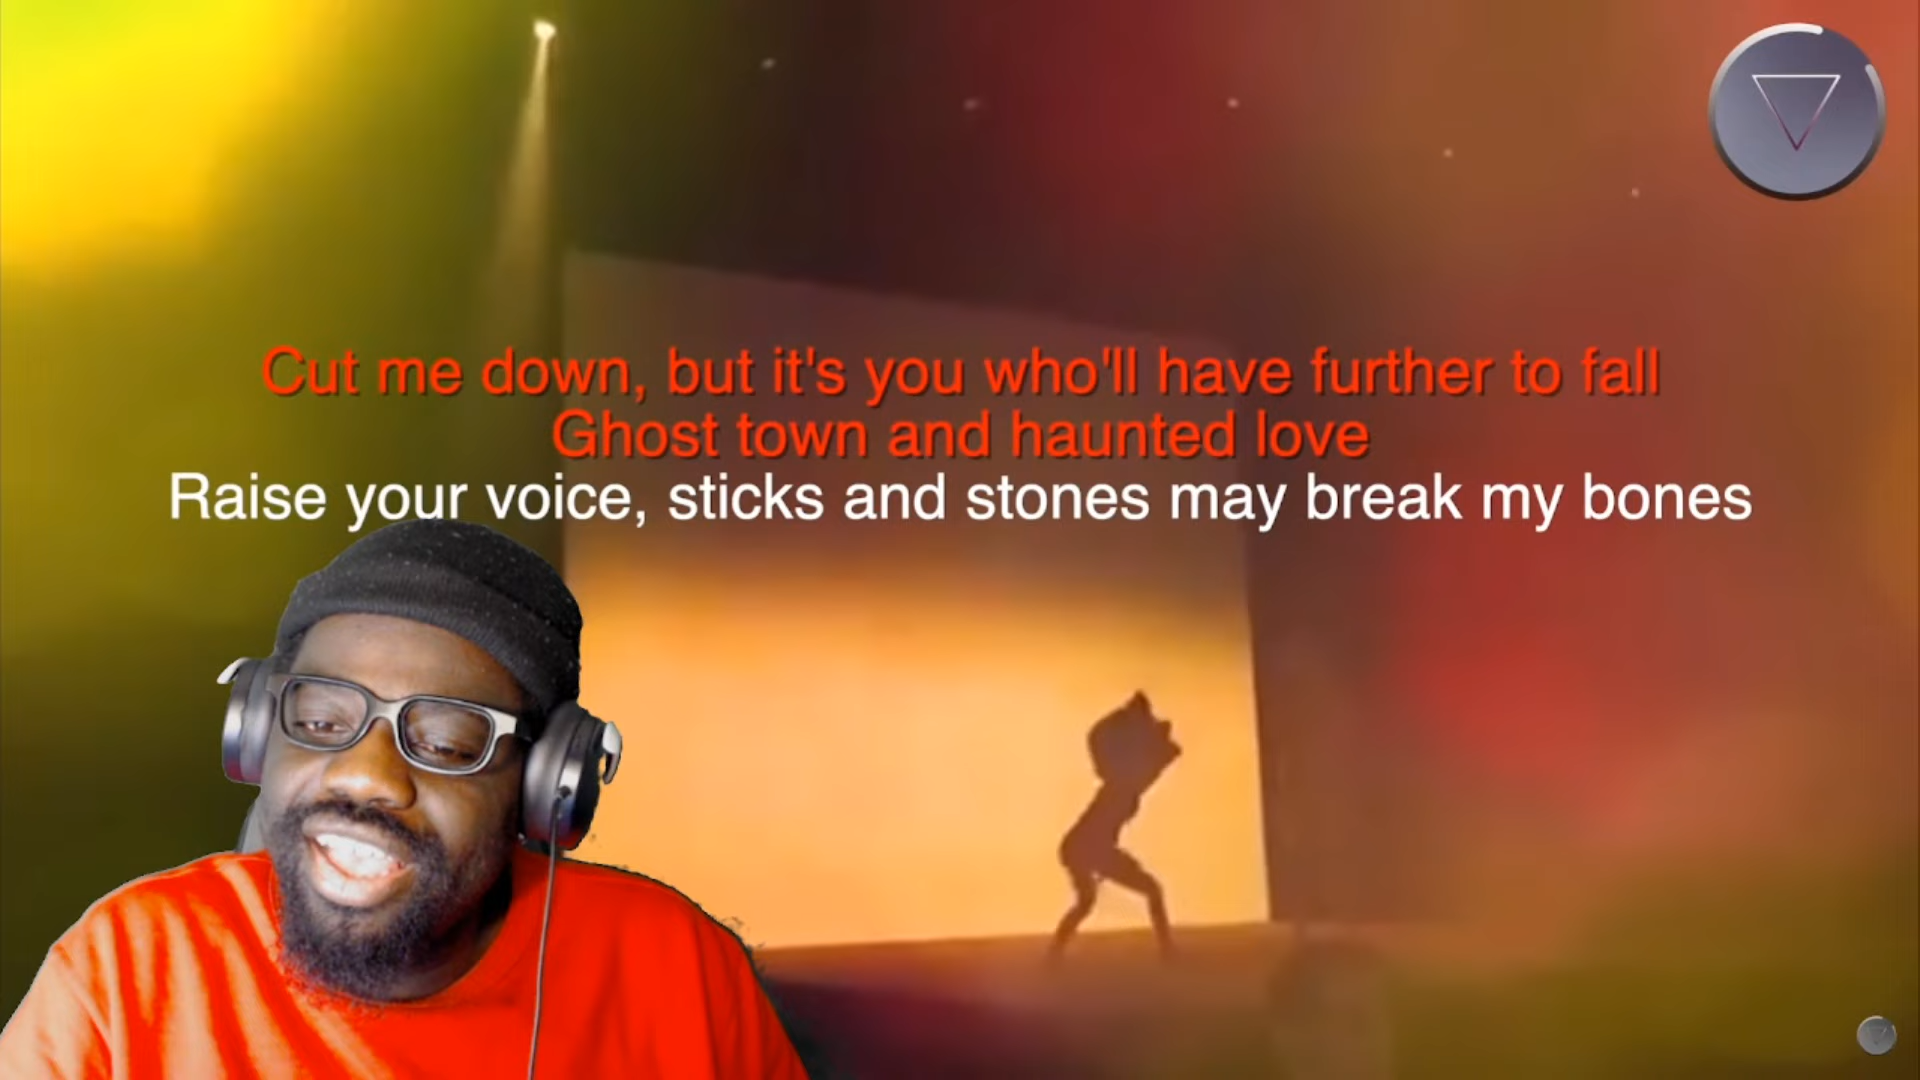 Cut me down, but it's you who'll have further to fall
Ghost town and haunted love
Raise your voice, sticks and stones may break my bones